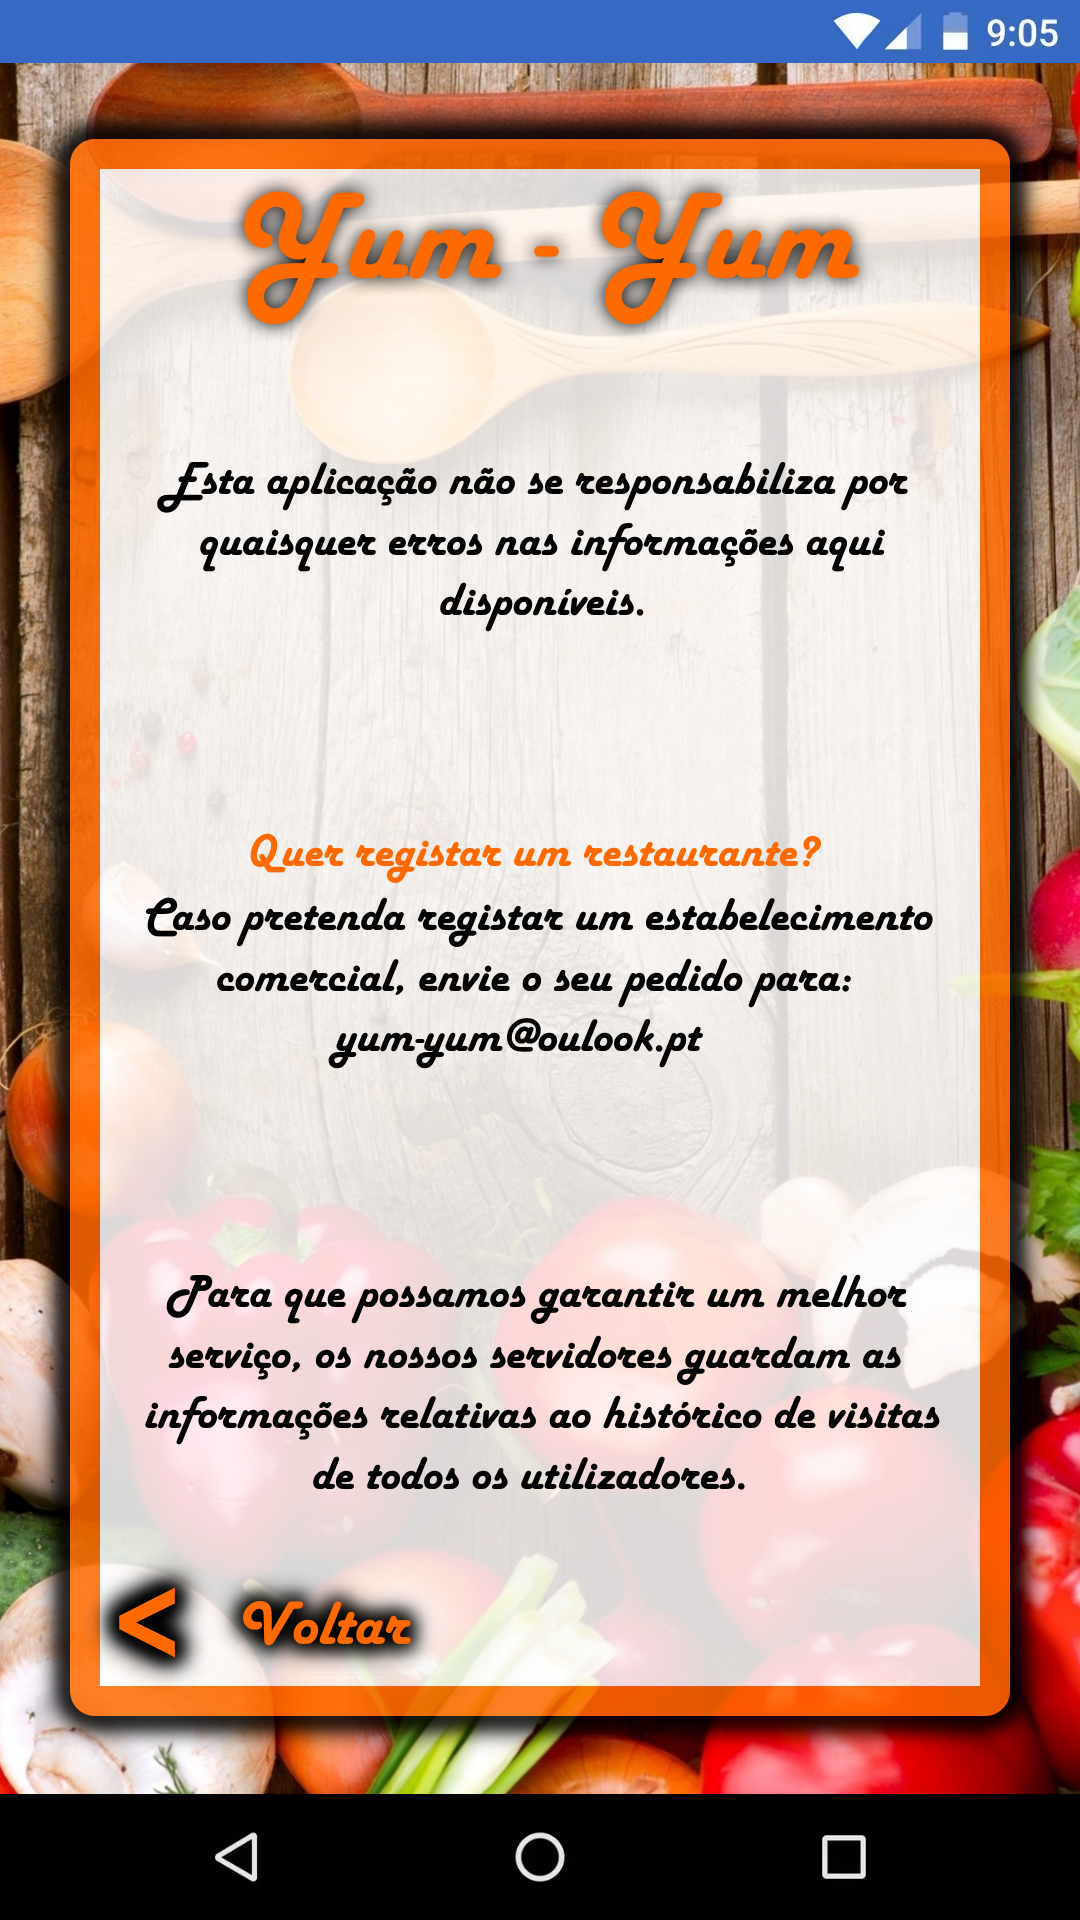 9:05
Yum - Yum
Esta aplicação não se responsabiliza por
quaisquer erros nas informações aqui
disponíveis.
Quer registar um restaurante?
Caso pretenda registar um estabelecimento
comercial, envie o seu pedido para:
yum-yum@oulook.pt
Para que possamos garantir um melhor
serviço, os nossos servidores guardam as
informações relativas ao histórico de visitas
de todos os utilizadores.
< Voltar